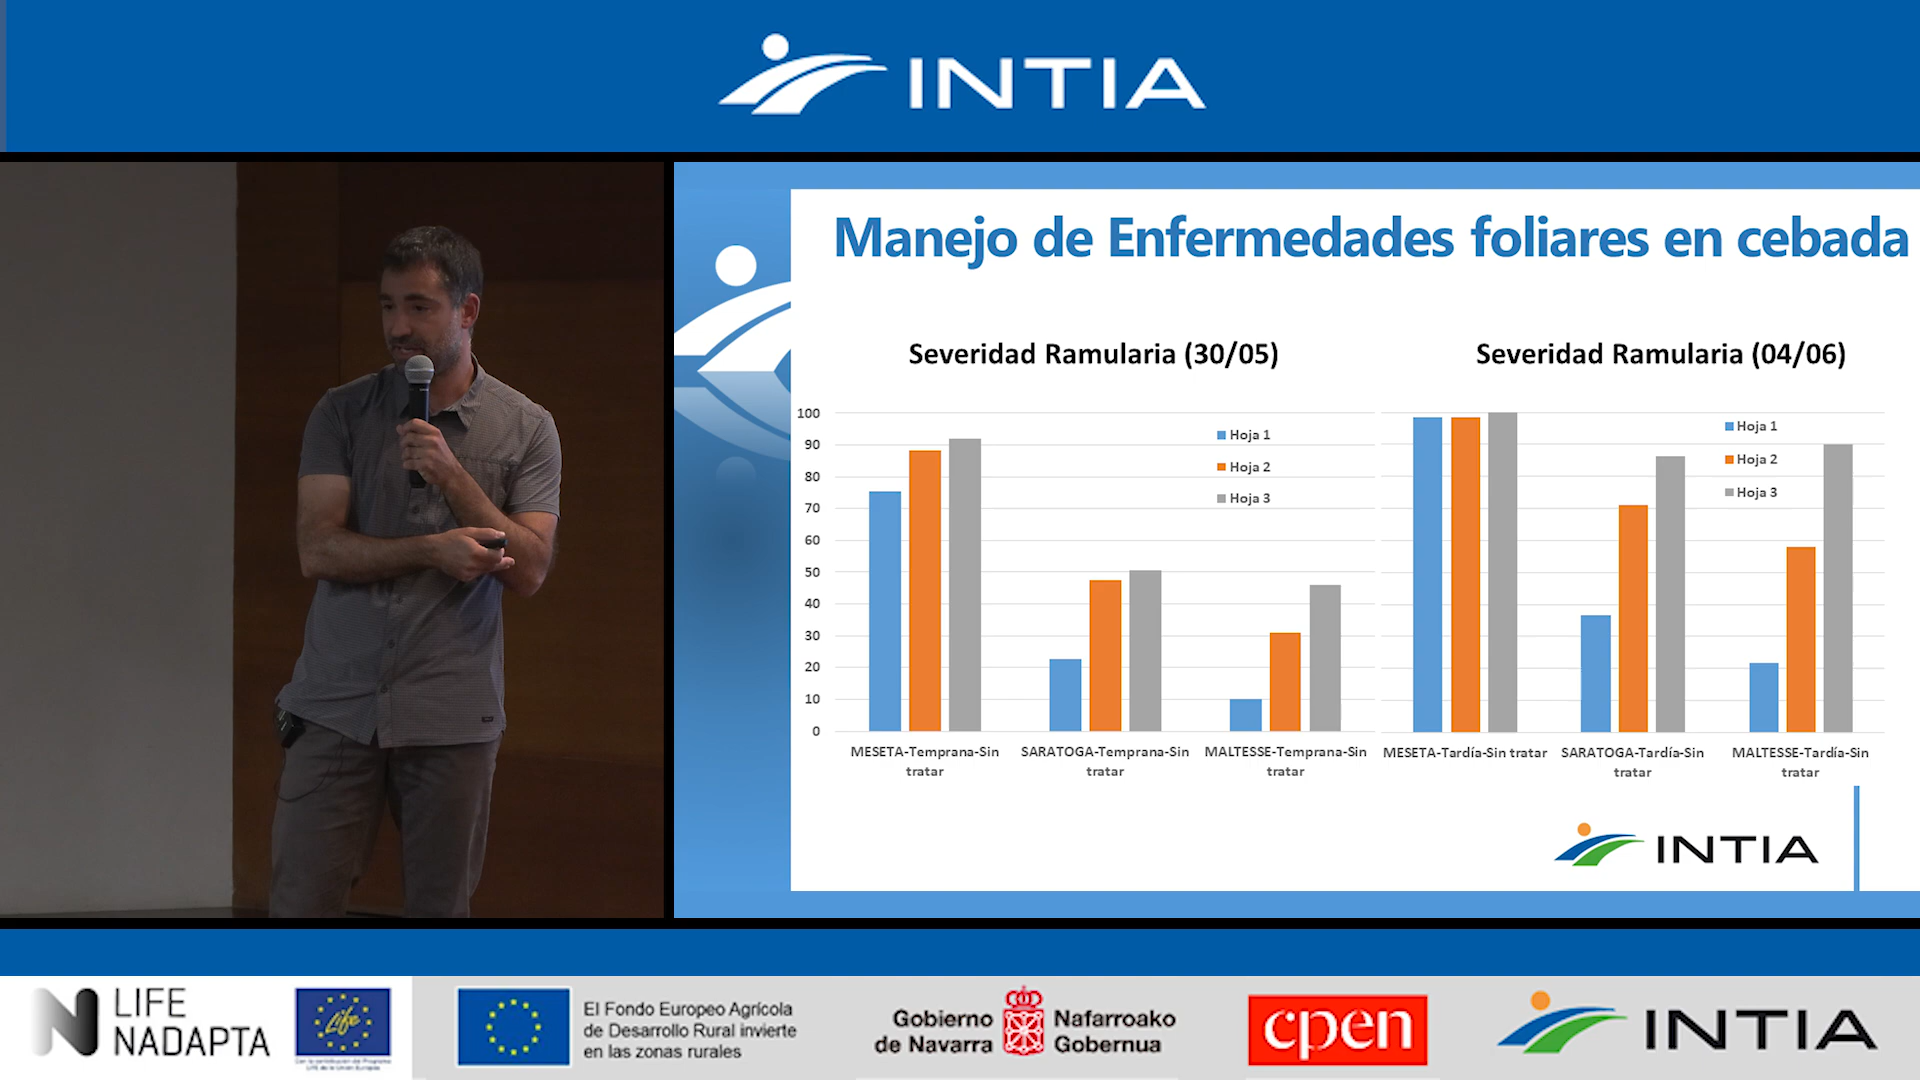 INTIA
Manejo de Enfermedades foliares en cebada
Severidad Ramularia (30/05)
100
90
80
70
60
50
40
30
20
10
0
Hoja 1
Hoja 2
Hoja 3
MESETA-Temprana-Sin
tratar
SARATOGA-Temprana-Sin
tratar
MALTESSE-Temprana-Sin
tratar
Severidad Ramularia (04/06)
Hoja 1
Hoja 2
Hoja 3
MESETA-Tardía-Sin tratar
SARATOGA-Tardía-Sin
tratar
MALTESSE-Tardía-Sin
tratar
INTIA
LIFE
NADAPTA
Life
El Fondo Europeo Agrícola
de Desarrollo Rural invierte
en las zonas rurales
Gobierno
de Navarra
Nafarroako
Gobernua
cpen
INTIA